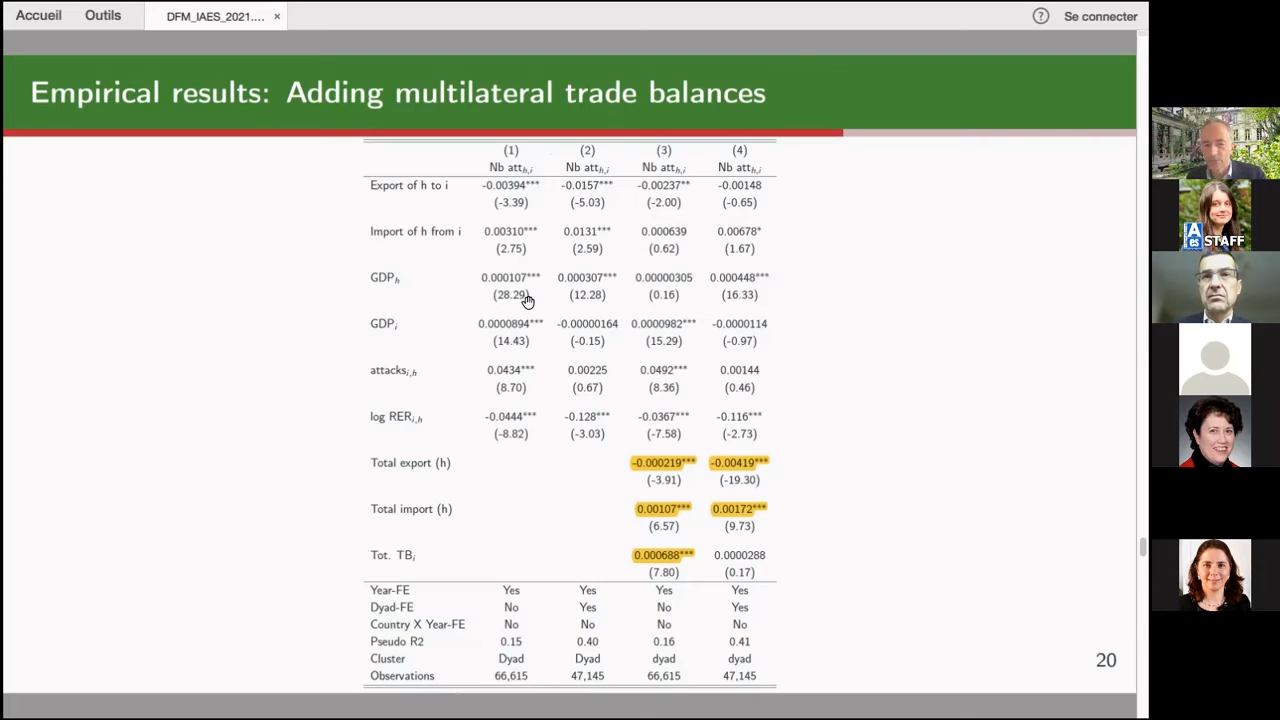 Accueil Outils DFM_IAES_2021.... × ? Se connecter
Empirical results: Adding multilateral trade balances
(1) (2) (3) (4)
Nb att h,i Nb att h,i Nb att h,i Nb att h,i
Export of h to i -0.00394*** -0.0157*** -0.00237** -0.00148
(-3.39) (-5.03) (-2.00) (-0.65)
Import of h from i 0.00310*** 0.0131*** 0.000639 0.00678*
(2.75) (2.59) (0.62) (1.67)
GDP h 0.000107*** 0.000307*** 0.00000305 0.000448***
(28.29) (12.28) (0.16) (16.33)
GDP i 0.0000894*** -0.00000164 0.0000982*** -0.0000114
(14.43) (-0.15) (15.29) (-0.97)
attacks i,h 0.0434*** 0.00225 0.0492*** 0.00144
(8.70) (0.67) (8.36) (0.46)
log RER i,h -0.0444*** -0.128*** -0.0367*** -0.116***
(-8.82) (-3.03) (-7.58) (-2.73)
Total export (h) -0.000219*** -0.00419***
(-3.91) (-19.30)
Total import (h) 0.00107*** 0.00172***
(6.57) (9.73)
Tot. TB i 0.000688*** 0.0000288
(7.80) (0.17)
Year-FE Yes Yes Yes Yes
Dyad-FE No Yes No Yes
Country X Year-FE No No No No
Pseudo R2 0.15 0.40 0.16 0.41
Cluster Dyad Dyad dyad dyad
Observations 66,615 47,145 66,615 47,145
20
A es STAFF